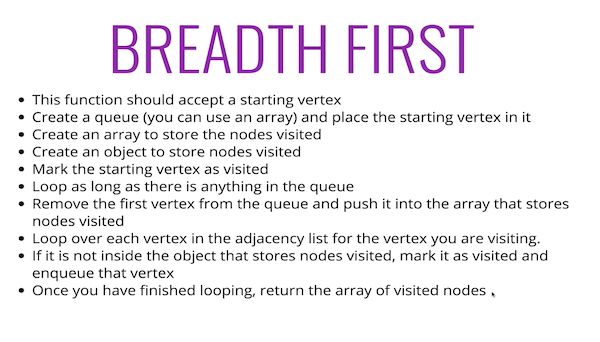 BREADTH FIRST
• This function should accept a starting vertex
• Create a queue (you can use an array) and place the starting vertex in it
• Create an array to store the nodes visited
• Create an object to store nodes visited
• Mark the starting vertex as visited
• Loop as long as there is anything in the queue
• Remove the first vertex from the queue and push it into the array that stores
nodes visited
• Loop over each vertex in the adjacency list for the vertex you are visiting.
• If it is not inside the object that stores nodes visited, mark it as visited and
enqueue that vertex
• Once you have finished looping, return the array of visited nodes